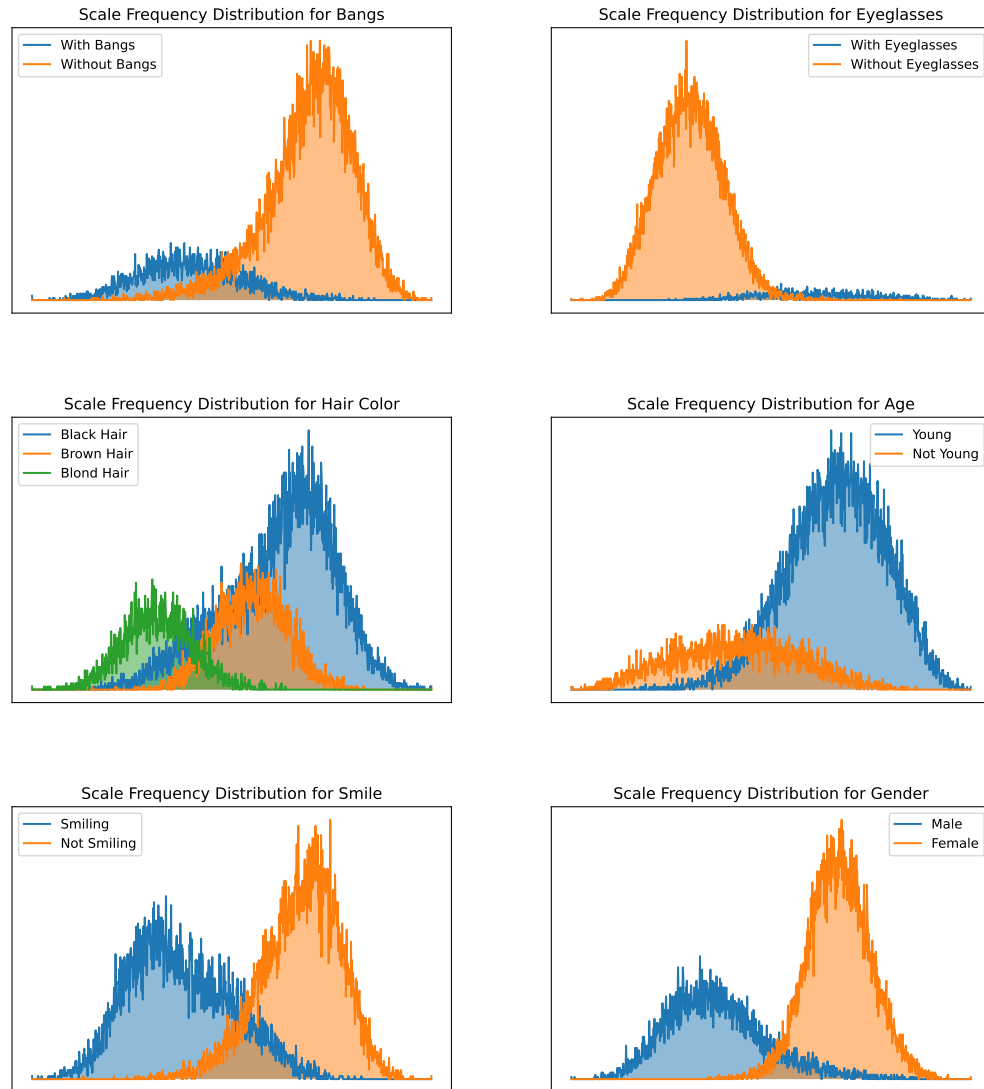 Scale Frequency Distribution for Bangs
With Bangs
Without Bangs
Scale Frequency Distribution for Eyeglasses
With Eyeglasses
Without Eyeglasses
Scale Frequency Distribution for Hair Color
Black Hair
Brown Hair
Blond Hair
Scale Frequency Distribution for Age
Young
Not Young
Scale Frequency Distribution for Smile
Smiling
Not Smiling
Scale Frequency Distribution for Gender
Male
Female